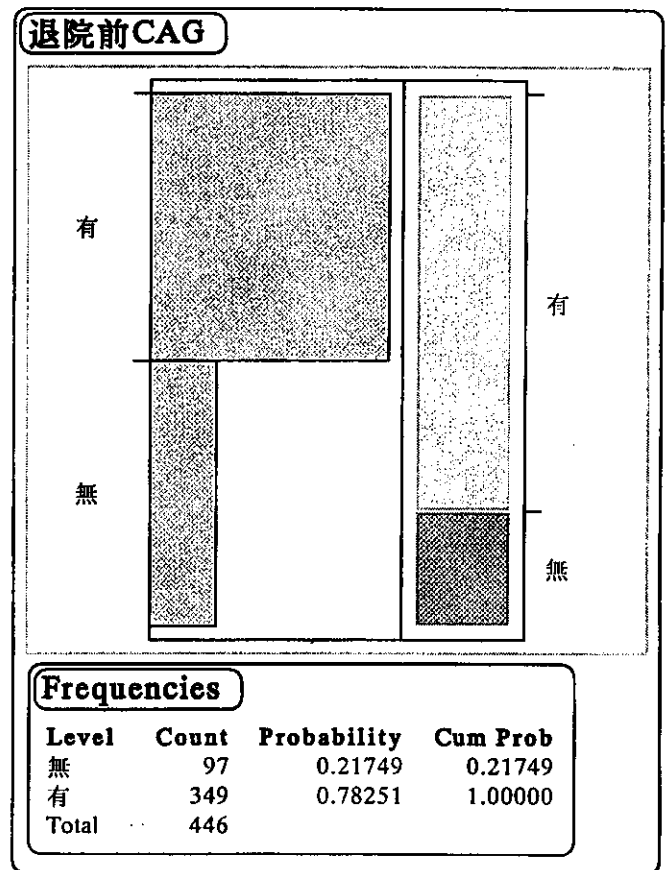 退院前CAG
有
有
無
無
Frequencies
Level Count Probability Cum Prob
無 97 0.21749 0.21749
有 349 0.78251 1.00000
Total 446